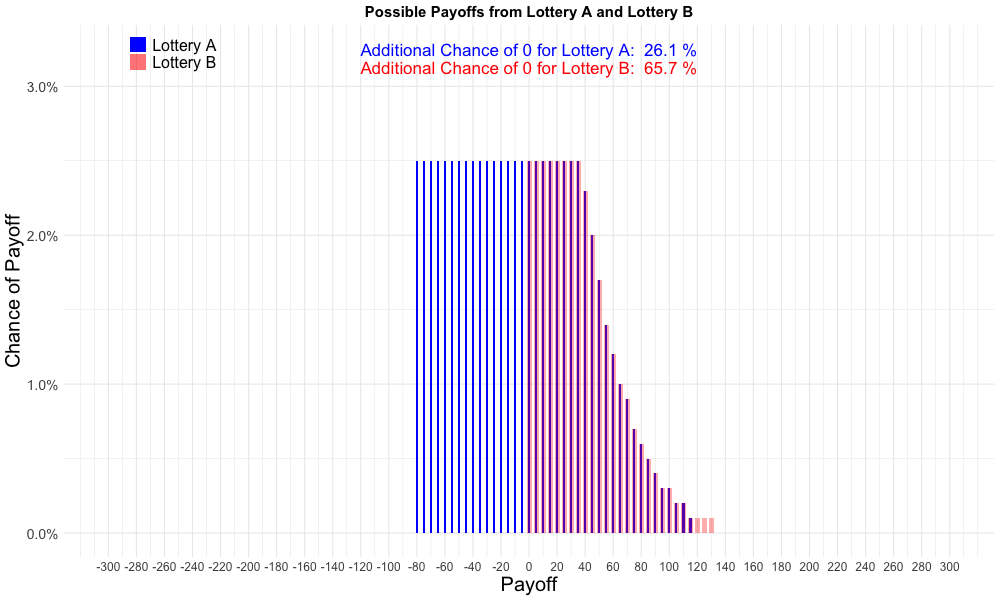 Possible Payoffs from Lottery A and Lottery B
Lottery A
Lottery B
Additional Chance of 0 for Lottery A: 26.1 %
Additional Chance of 0 for Lottery B: 65.7 %
Chance of Payoff
3.0%
2.0%
1.0%
0.0%
-300 -280 -260 -240 -220 -200 -180 -160 -140 -120 -100 -80 -60 -40 -20 0 20 40 60 80 100 120 140 160 180 200 220 240 260 280 300
Payoff